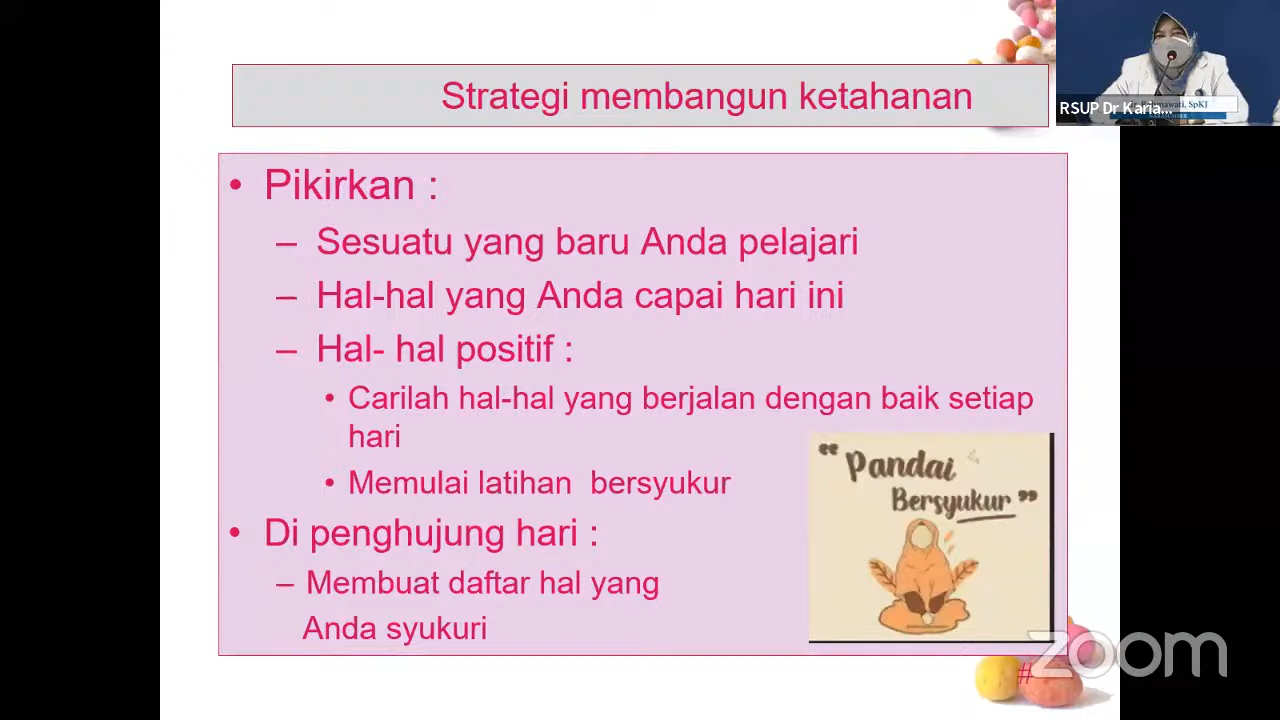 Strategi membangun ketahanan
RSUP Dr Karia...
SpKJ
• Pikirkan :
– Sesuatu yang baru Anda pelajari
– Hal-hal yang Anda capai hari ini
– Hal- hal positif :
• Carilah hal-hal yang berjalan dengan baik setiap
hari
• Memulai latihan bersyukur
• Di penghujung hari :
– Membuat daftar hal yang
Anda syukuri
“ Pandai
Bersyukur ”
zoom
#